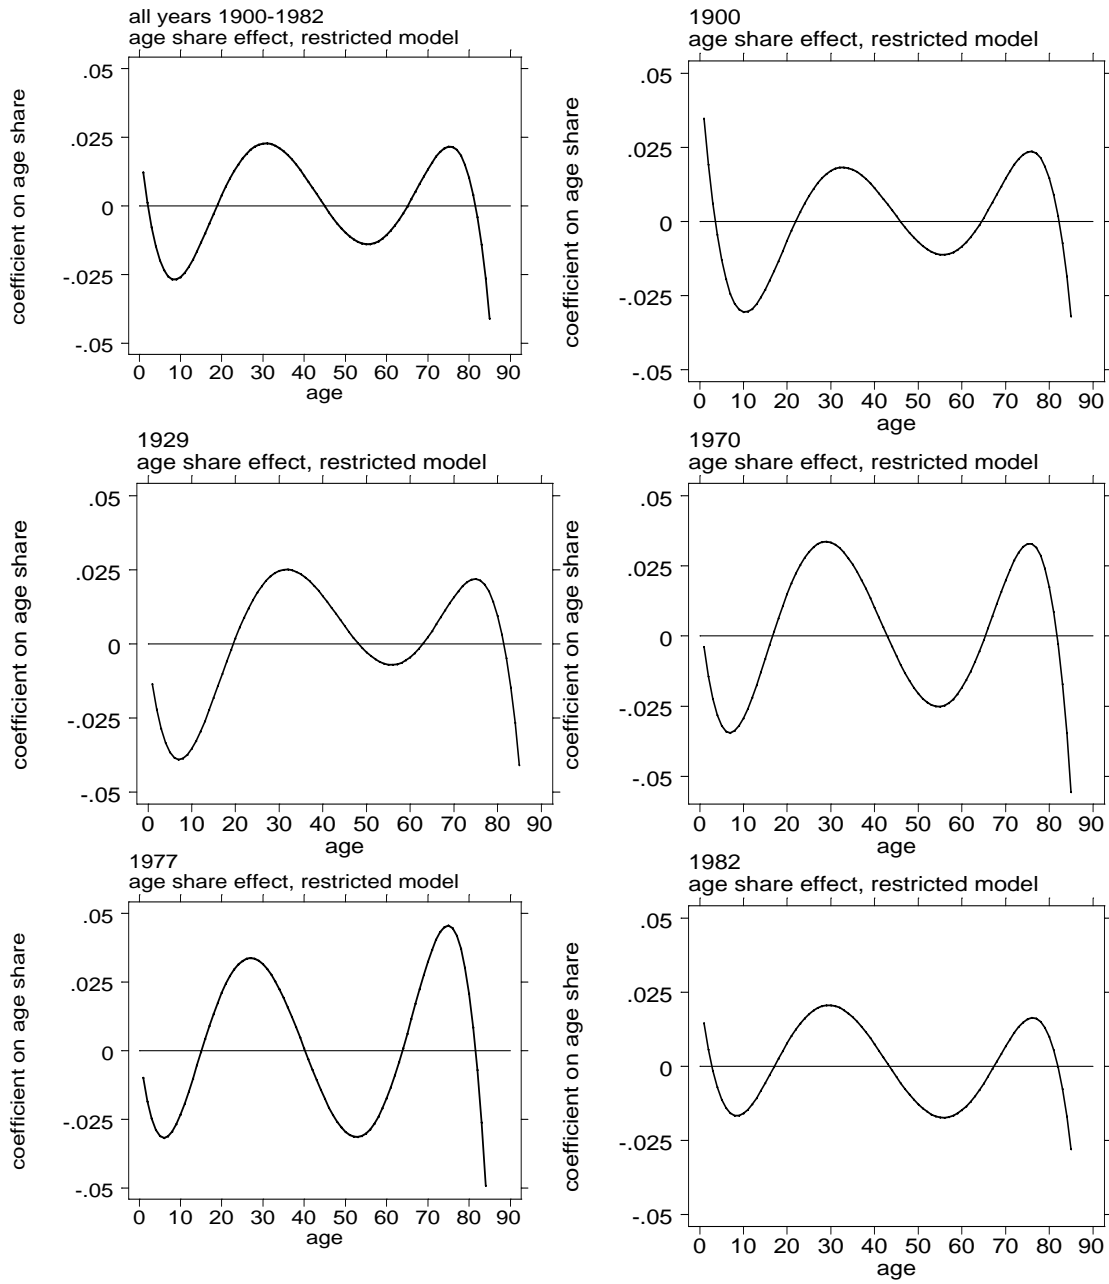 all years 1900-1982
age share effect, restricted model
coefficient on age share
.05
.025
0
-.025
-.05
0 10 20 30 40 50 60 70 80 90
age
1900
age share effect, restricted model
coefficient on age share
.05
.025
0
-.025
-.05
0 10 20 30 40 50 60 70 80 90
age
1929
age share effect, restricted model
coefficient on age share
.05
.025
0
-.025
-.05
0 10 20 30 40 50 60 70 80 90
age
1970
age share effect, restricted model
coefficient on age share
.05
.025
0
-.025
-.05
0 10 20 30 40 50 60 70 80 90
age
1977
age share effect, restricted model
coefficient on age share
.05
.025
0
-.025
-.05
0 10 20 30 40 50 60 70 80 90
age
1982
age share effect, restricted model
coefficient on age share
.05
.025
0
-.025
-.05
0 10 20 30 40 50 60 70 80 90
age